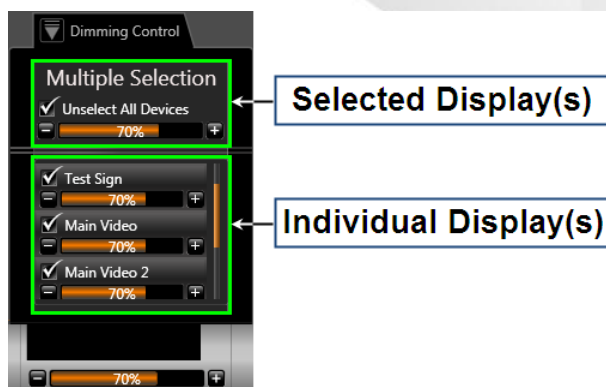 Dimming Control
Multiple Selection
Unselect All Devices
70%
Selected Display(s)
Test Sign
70%
Main Video
70%
Individual Display(s)
Main Video 2
70%
70%